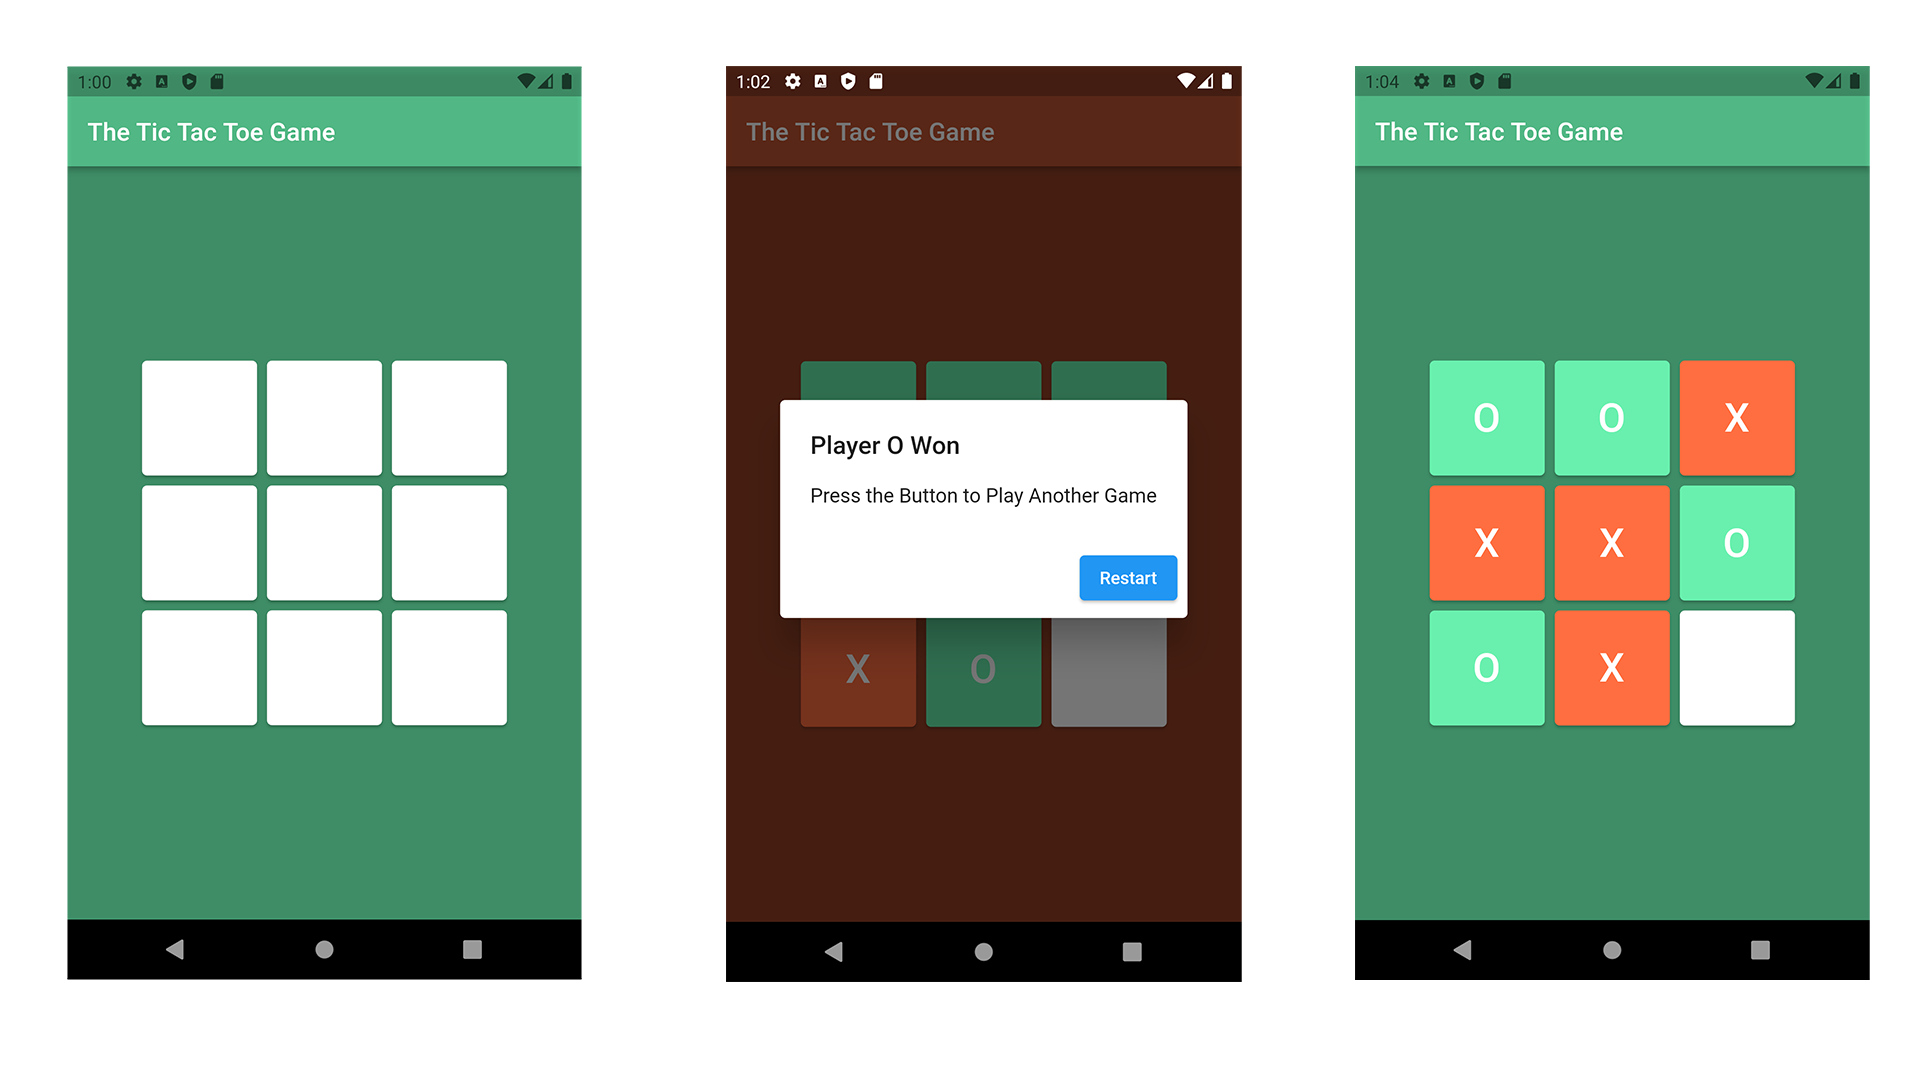 1:00
The Tic Tac Toe Game
1:02
The Tic Tac Toe Game
Player O Won
Press the Button to Play Another Game
Restart
X O
1:04
The Tic Tac Toe Game
O O X
X X O
O X